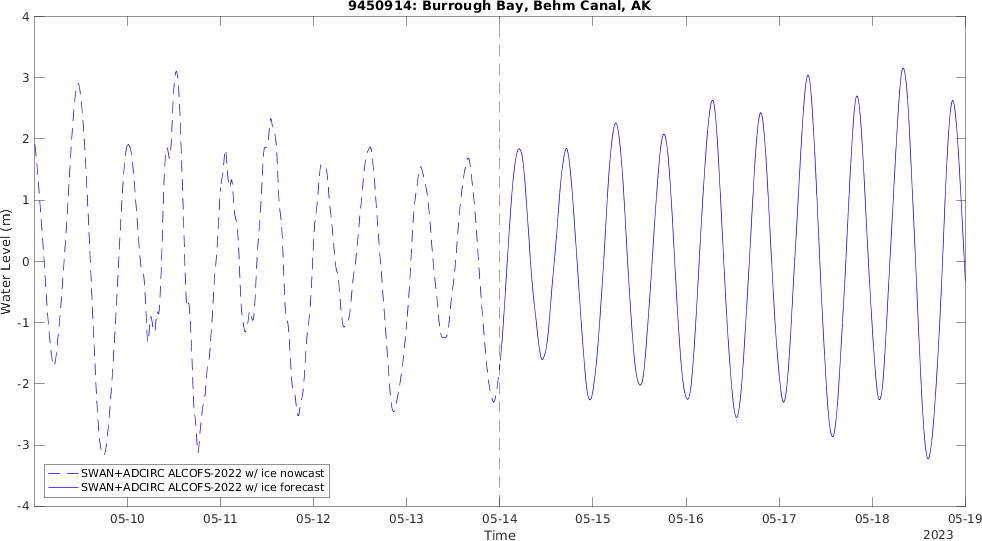 9450914: Burrough Bay, Behm Canal, AK
4
3
2
1
0
-1
-2
-3
-4
Water Level (m)
SWAN+ADCIRC ALCOFS-2022 w/ ice nowcast
SWAN+ADCIRC ALCOFS-2022 w/ ice forecast
05-10 05-11 05-12 05-13 05-14 05-15 05-16 05-17 05-18 05-19
Time
2023